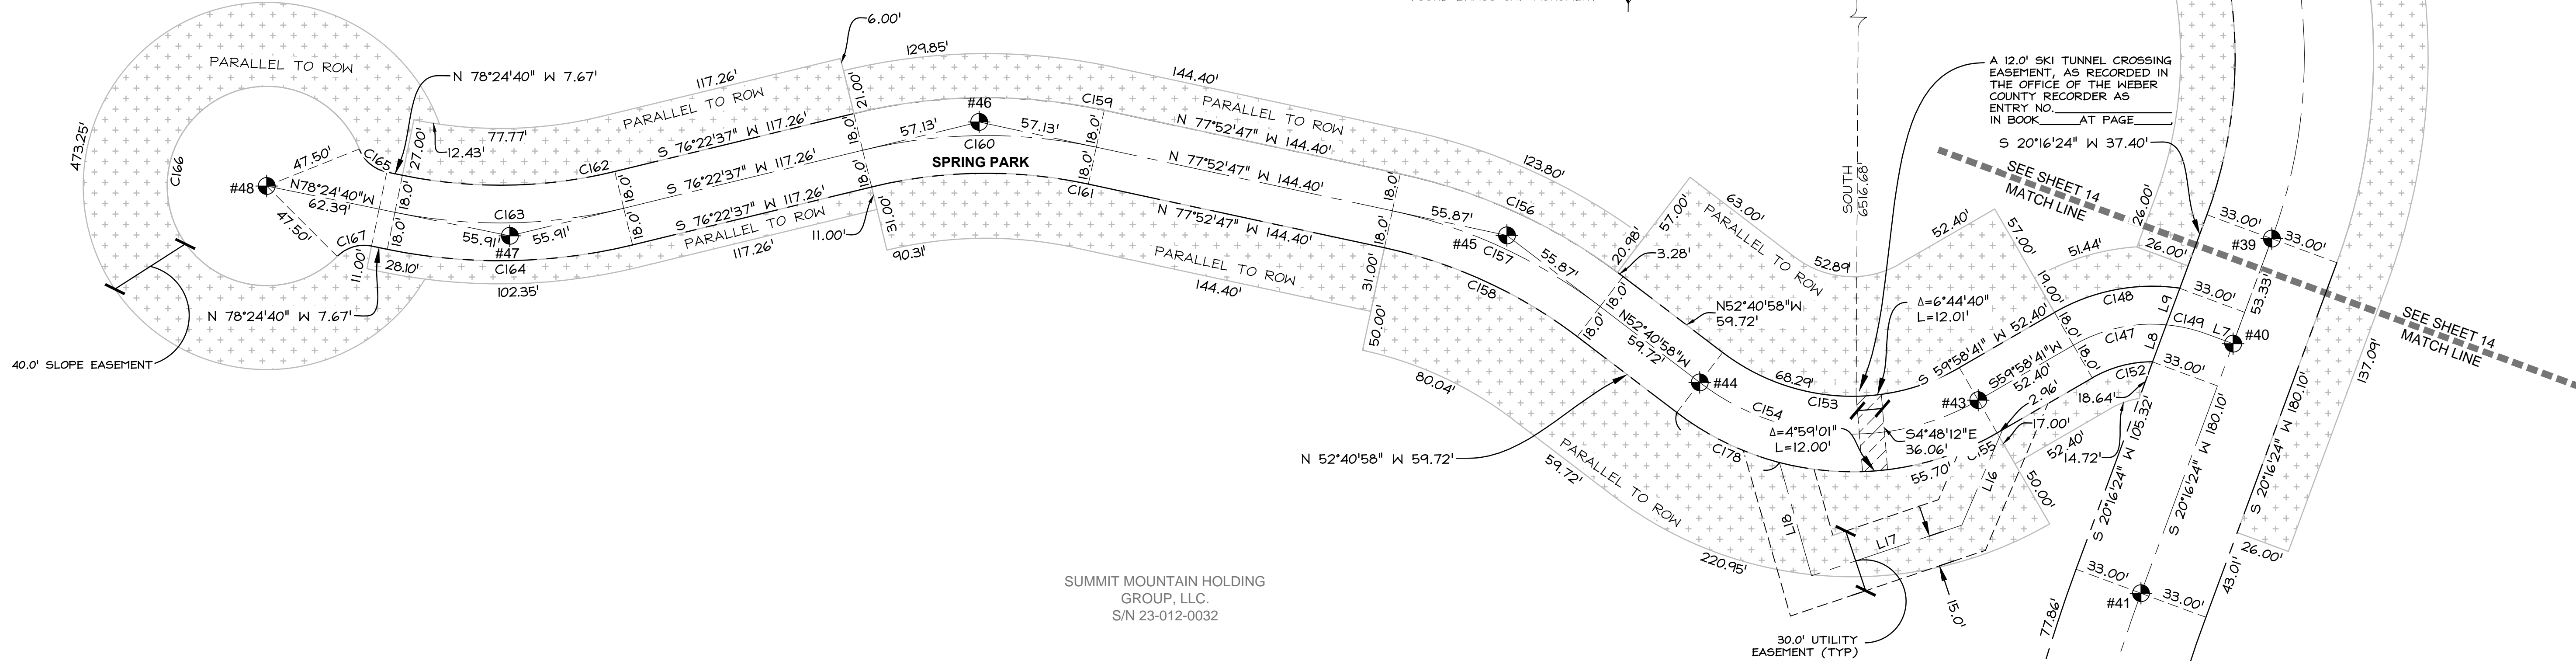 6.00'
129.85'
PARALLEL TO ROW
N 78°24'40" W 7.67'
117.26'
PARALLEL TO ROW
21.00'
144.40'
PARALLEL TO ROW
#46
C159
A 12.0' SKI TUNNEL CROSSING
EASEMENT, AS RECORDED IN
THE OFFICE OF THE WEBER
COUNTY RECORDER AS
ENTRY NO.
IN BOOK AT PAGE
S 20°16'24" W 37.40'
473.25'
C166
47.50'
C165
27.00'
12.43'
77.77'
C162
S 76°22'37" W 117.26'
18.0'
57.13'
57.13'
C160
18.0'
18.0'
N 77°52'47" W 144.40'
SPRING PARK
#48
N78°24'40"W
62.39'
47.50'
C167
18.0'
18.0'
C163
55.91'
55.91'
#47
C164
18.0'
18.0'
S 76°22'37" W 117.26'
S 76°22'37" W 117.26'
PARALLEL TO ROW
117.26'
18.0'
31.00'
11.00'
90.31'
C161
N 77°52'47" W 144.40'
N 77°52'47" W 144.40'
PARALLEL TO ROW
144.40'
11.00'
28.10'
102.35'
N 78°24'40" W 7.67'
40.0' SLOPE EASEMENT
18.0'
18.0'
31.00'
50.00'
123.80'
C156
55.87'
#45
C157
55.87'
C158
20.98'
57.00'
63.00'
PARALLEL TO ROW
3.28'
18.0'
18.0'
N52°40'58"W
59.72'
N52°40'58"W
59.72'
#44
SOUTH
6516.68'
52.89'
52.40'
57.00'
Δ=6°44'40"
L=12.01'
68.29'
C153
C154
Δ=4°59'01"
L=12.00'
C178
S 59°58'41" W 52.40'
S59°58'41"W
52.40'
#43
S4°48'12"E
36.06'
2.96'
17.00'
55.70'
52.40'
50.00'
L16
L17
L18
80.04'
N 52°40'58" W 59.72'
PARALLEL TO ROW
59.72'
220.95'
15.0'
30.0' UTILITY
EASEMENT (TYP)
SEE SHEET 14
MATCH LINE
26.00'
26.00'
51.44'
19.00'
18.0'
18.0'
C148
C147
C149
C152
L9
L8
L7
33.00'
#39
33.00'
53.33'
33.00'
#40
33.00'
18.64'
14.72'
SEE SHEET 14
MATCH LINE
137.09'
S 20°16'24" W 105.32'
S 20°16'24" W 180.10'
S 20°16'24" W 180.10'
26.00'
43.01'
33.00'
#41
33.00'
77.86'
SUMMIT MOUNTAIN HOLDING
GROUP, LLC.
S/N 23-012-0032